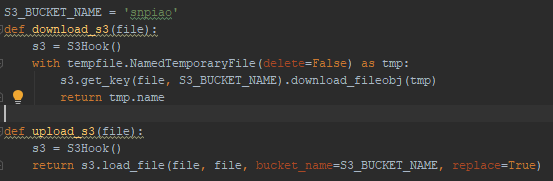 S3_BUCKET_NAME = 'snpiao'
def download_s3(file):
    s3 = S3Hook()
    with tempfile.NamedTemporaryFile(delete=False) as tmp:
        s3.get_key(file, S3_BUCKET_NAME).download_fileobj(tmp)
        return tmp.name
def upload_s3(file):
    s3 = S3Hook()
    return s3.load_file(file, file, bucket_name=S3_BUCKET_NAME, replace=True)